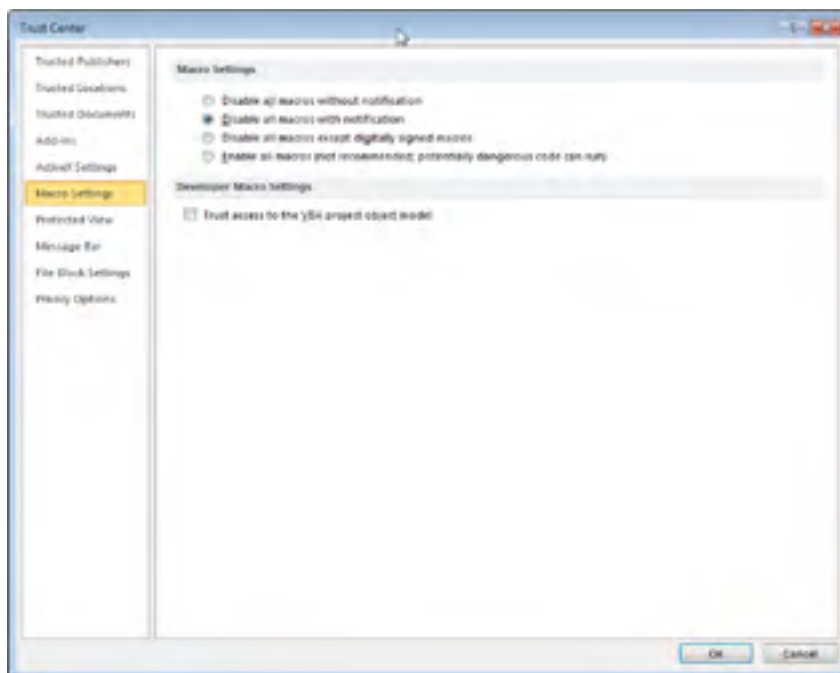 Trust Center
Trusted Publishers
Trusted Locations
Trusted Documents
Add-ins
ActiveX Settings
Macro Settings
Protected View
Message Bar
File Block Settings
Privacy Options
Macro Settings
Disable all macros without notification
Disable all macros with notification
Disable all macros except digitally signed macros
Enable all macros (not recommended; potentially dangerous code can run)
Developer Macro Settings
Trust access to the VBA project object model
OK
Cancel